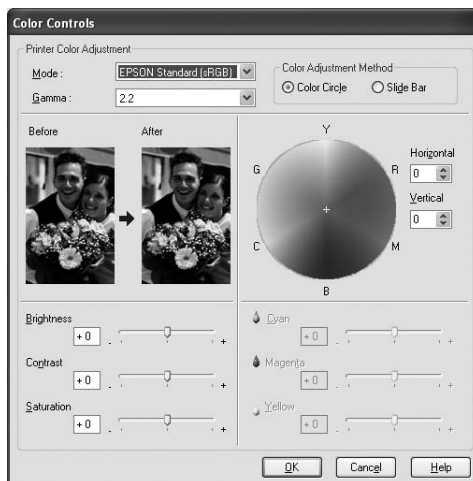 Color Controls
Printer Color Adjustment
Mode : EPSON Standard (sRGB)
Gamma : 2.2
Color Adjustment Method
Color Circle Slide Bar
Before After
Y
G R
C M
B
Horizontal
0
Vertical
0
Brightness
+ 0 - +
Contrast
+ 0 - +
Saturation
+ 0 - +
Cyan
+ 0 - +
Magenta
+ 0 - +
Yellow
+ 0 - +
OK Cancel Help